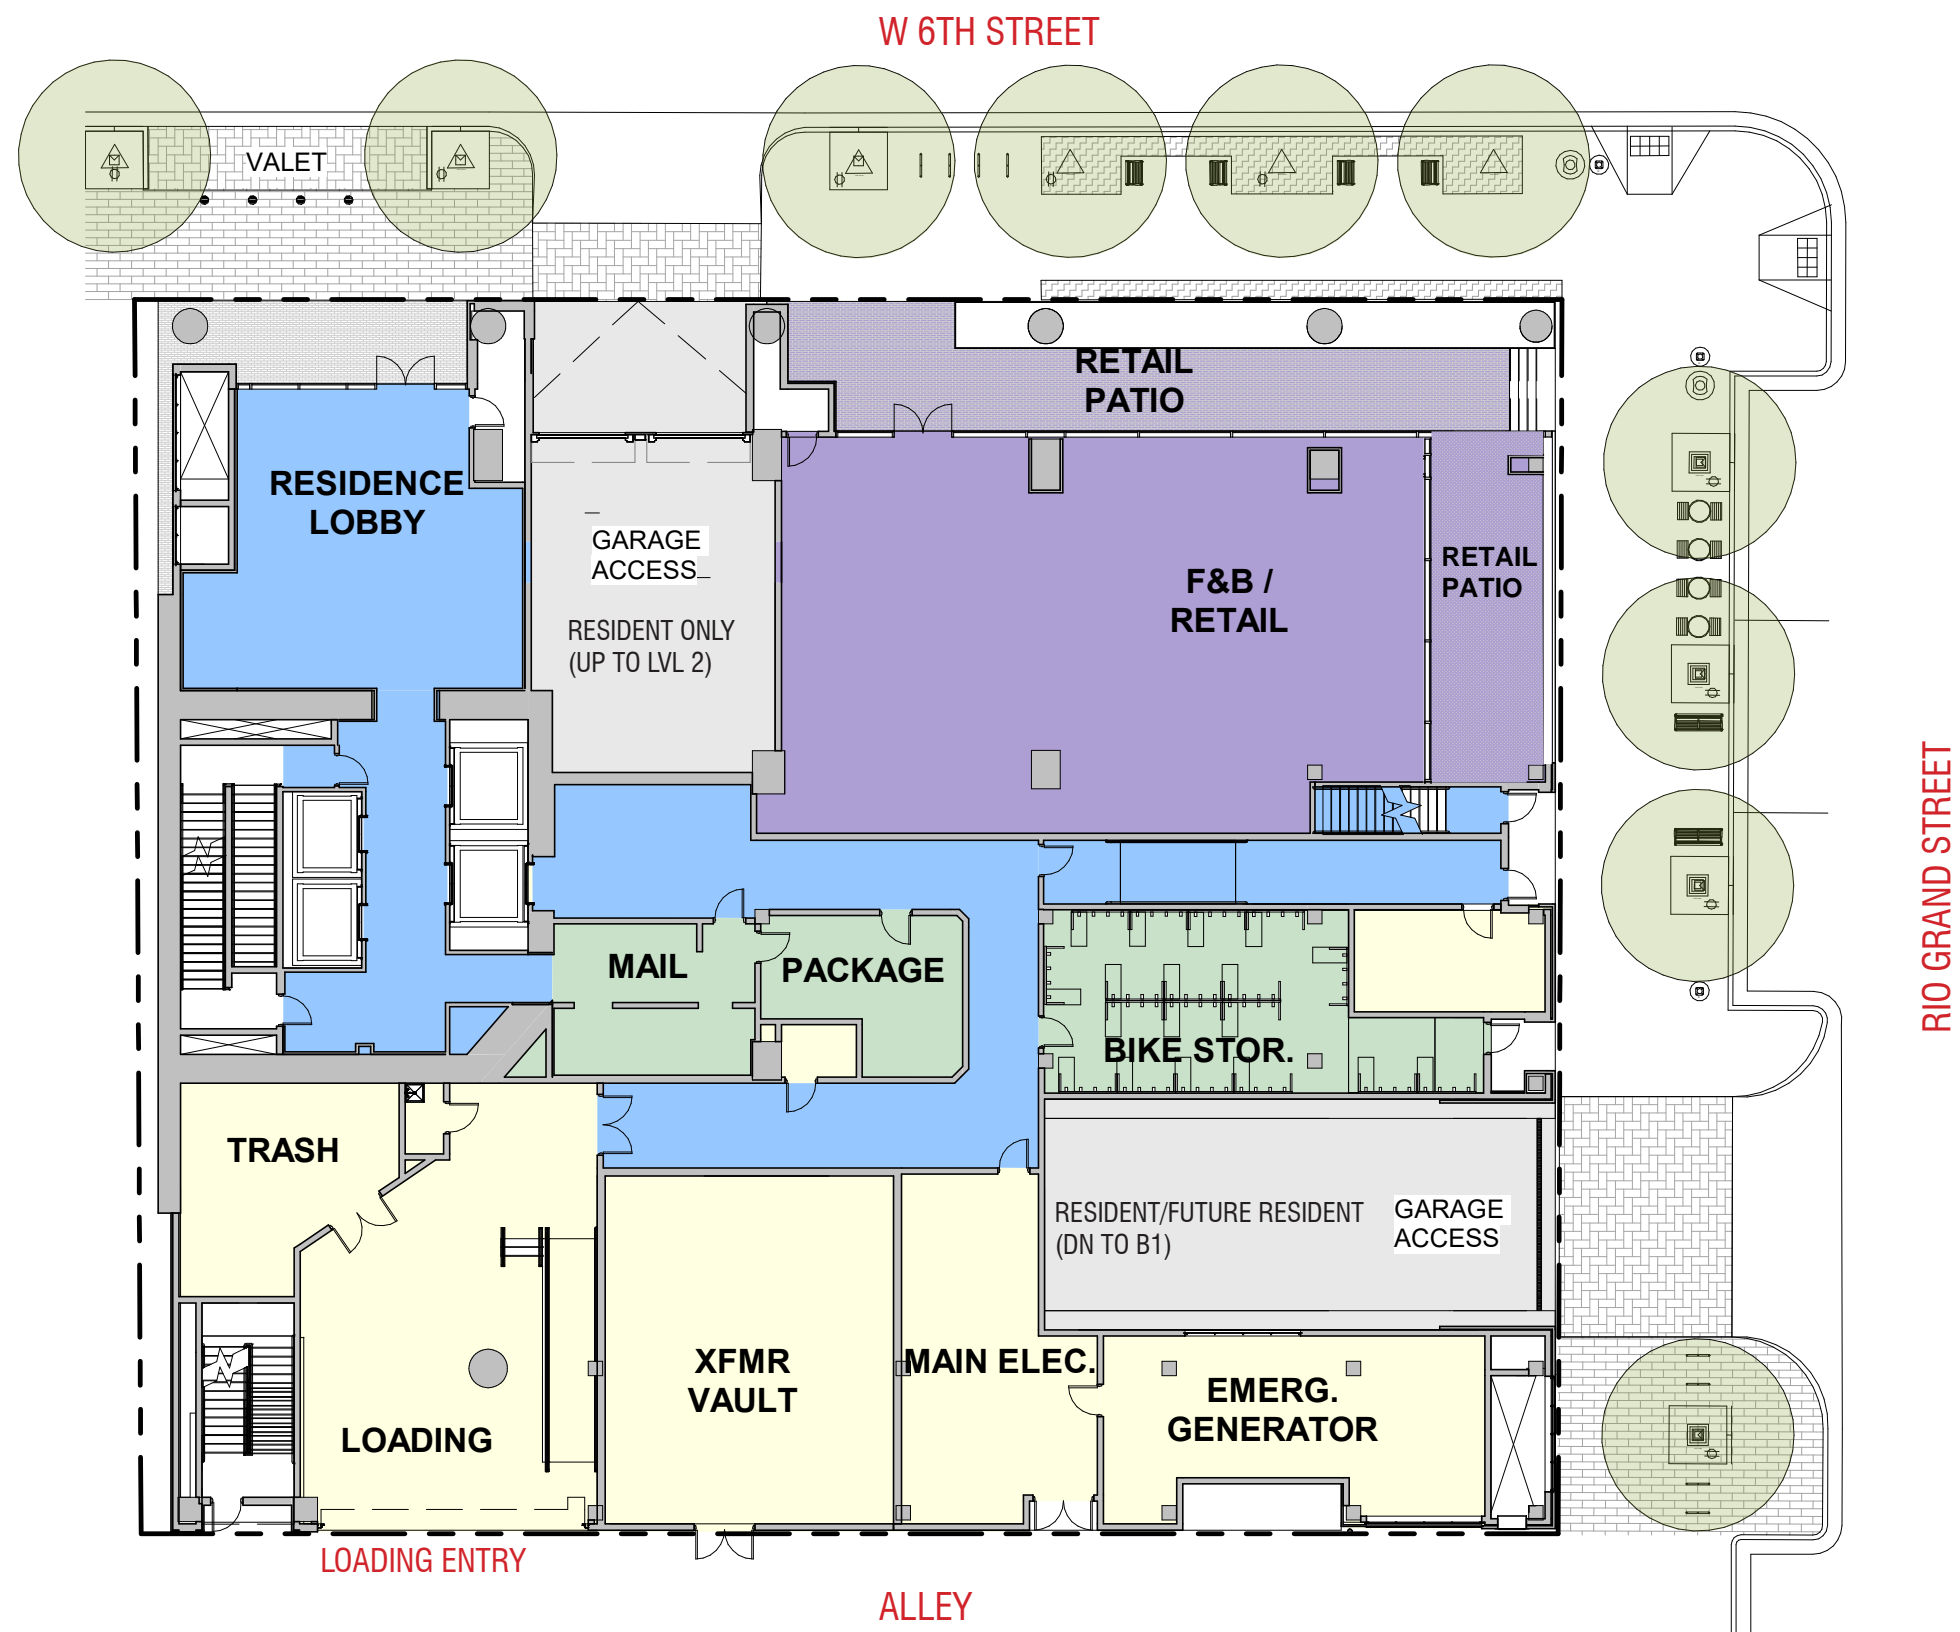 W 6TH STREET
VALET
RETAIL
PATIO
RESIDENCE
LOBBY
GARAGE
ACCESS
RESIDENT ONLY
(UP TO LVL 2)
F&B /
RETAIL
RETAIL
PATIO
RIO GRAND STREET
MAIL
PACKAGE
BIKE STOR.
TRASH
RESIDENT/FUTURE RESIDENT
(DN TO B1)
GARAGE
ACCESS
XFMR
VAULT
MAIN ELEC.
EMERG.
GENERATOR
LOADING
LOADING ENTRY
ALLEY